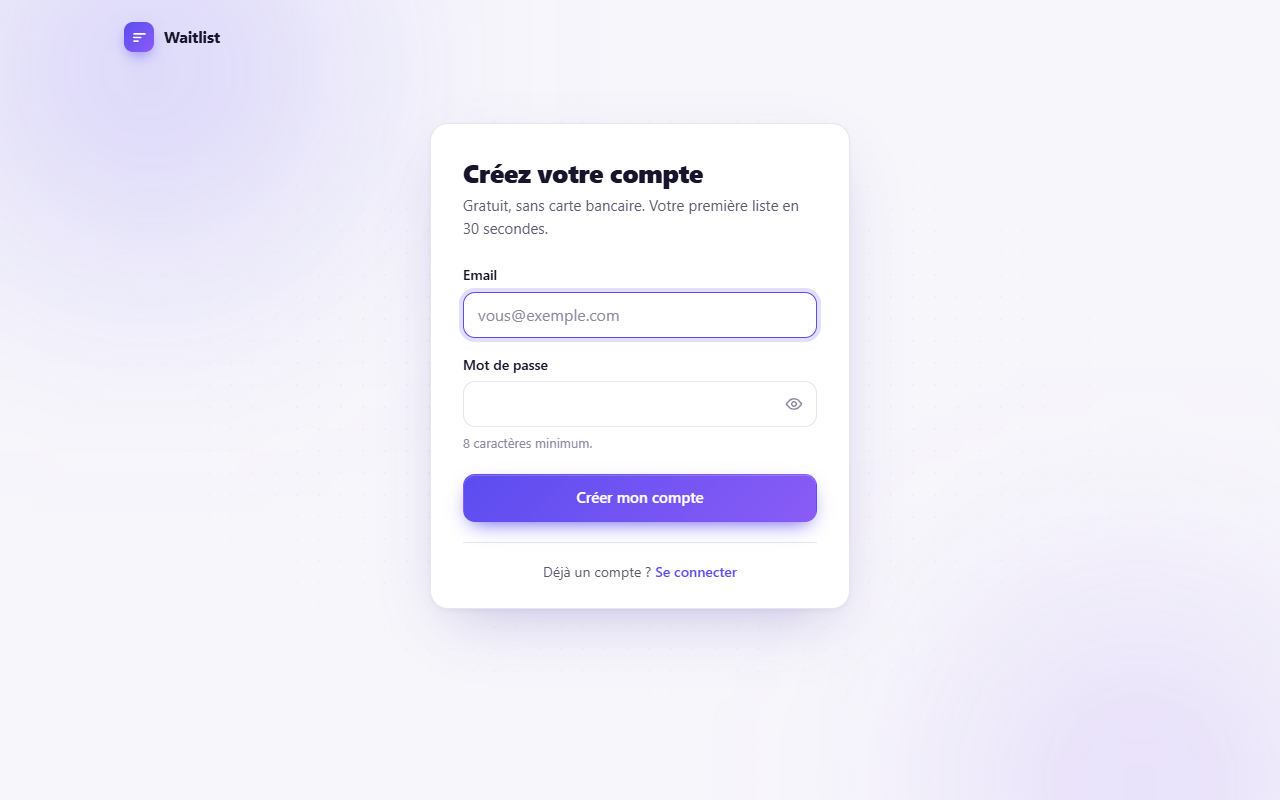 Waitlist
Créez votre compte
Gratuit, sans carte bancaire. Votre première liste en
30 secondes.
Email
vous@exemple.com
Mot de passe
8 caractères minimum.
Créer mon compte
Déjà un compte ? Se connecter